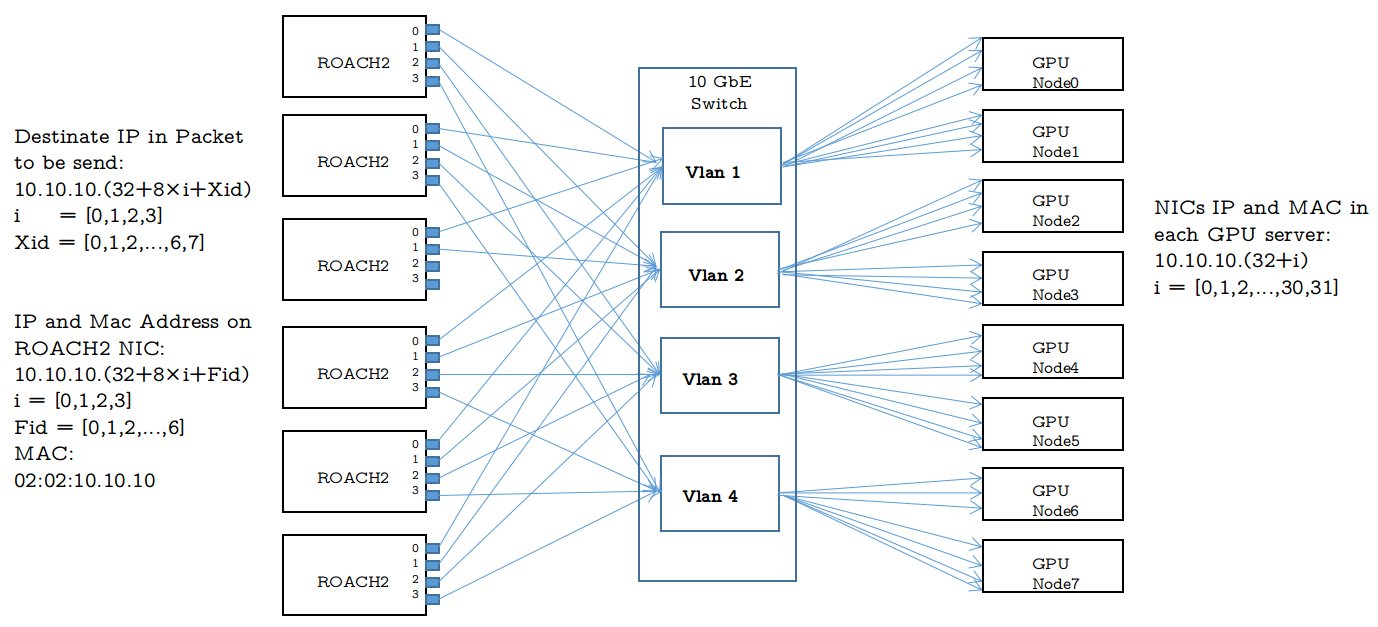 Destinate IP in Packet
to be send:
10.10.10.(32+8×i+Xid)
i = [0,1,2,3]
Xid = [0,1,2,...,6,7]
IP and Mac Address on
ROACH2 NIC:
10.10.10.(32+8×i+Fid)
i = [0,1,2,3]
Fid = [0,1,2,...,6]
MAC:
02:02:10.10.10
ROACH2
0
1
2
3
ROACH2
0
1
2
3
ROACH2
0
1
2
3
ROACH2
0
1
2
3
ROACH2
0
1
2
3
ROACH2
0
1
2
3
10 GbE
Switch
Vlan 1
Vlan 2
Vlan 3
Vlan 4
GPU
Node0
GPU
Node1
GPU
Node2
GPU
Node3
GPU
Node4
GPU
Node5
GPU
Node6
GPU
Node7
NICs IP and MAC in
each GPU server:
10.10.10.(32+i)
i = [0,1,2,...,30,31]